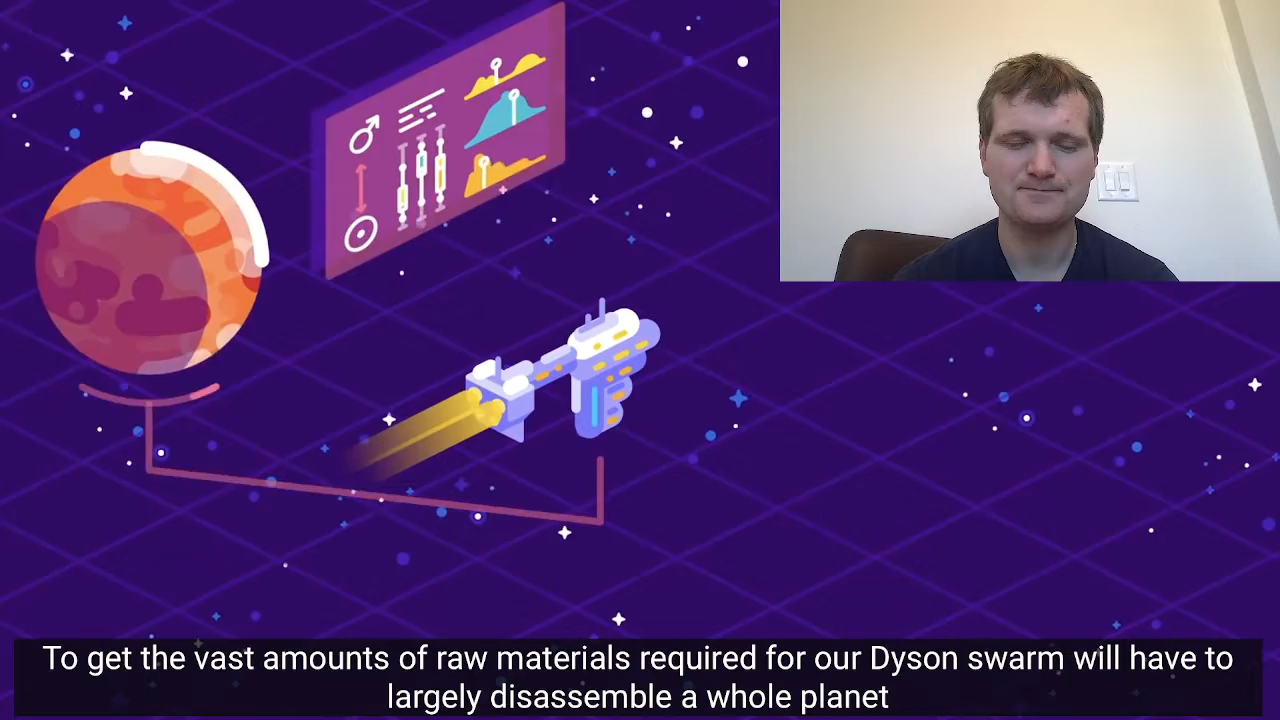 To get the vast amounts of raw materials required for our Dyson swarm will have to
largely disassemble a whole planet